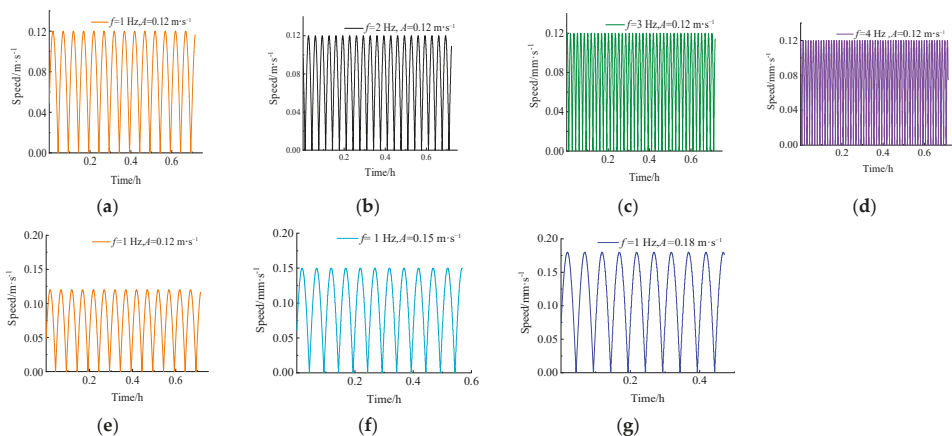 f=1 Hz,A=0.12 m·s⁻¹
Speed/m·s⁻¹
0.12
0.08
0.04
0.00
0.2 0.4 0.6
Time/h
(a)
f=2 Hz,A=0.12 m·s⁻¹
Speed/m·s⁻¹
0.12
0.08
0.04
0.00
0.2 0.4 0.6
Time/h
(b)
f=3 Hz,A=0.12 m·s⁻¹
Speed/mm·s⁻¹
0.12
0.08
0.04
0.00
0.2 0.4 0.6
Time/h
(c)
f=4 Hz ,A=0.12 m·s⁻¹
Speed/mm·s⁻¹
0.12
0.08
0.04
0.00
0.2 0.4 0.6
Time/h
(d)
f=1 Hz,A=0.12 m·s⁻¹
Speed/m·s⁻¹
0.20
0.15
0.10
0.05
0.00
0.2 0.4 0.6
Time/h
(e)
f= 1 Hz,A=0.15 m·s⁻¹
Speed/mm·s⁻¹
0.20
0.15
0.10
0.05
0.00
0.2 0.4 0.6
Time/h
(f)
f=1 Hz,A=0.18 m·s⁻¹
Speed/mm·s⁻¹
0.20
0.15
0.10
0.05
0.00
0.2 0.4
Time/h
(g)